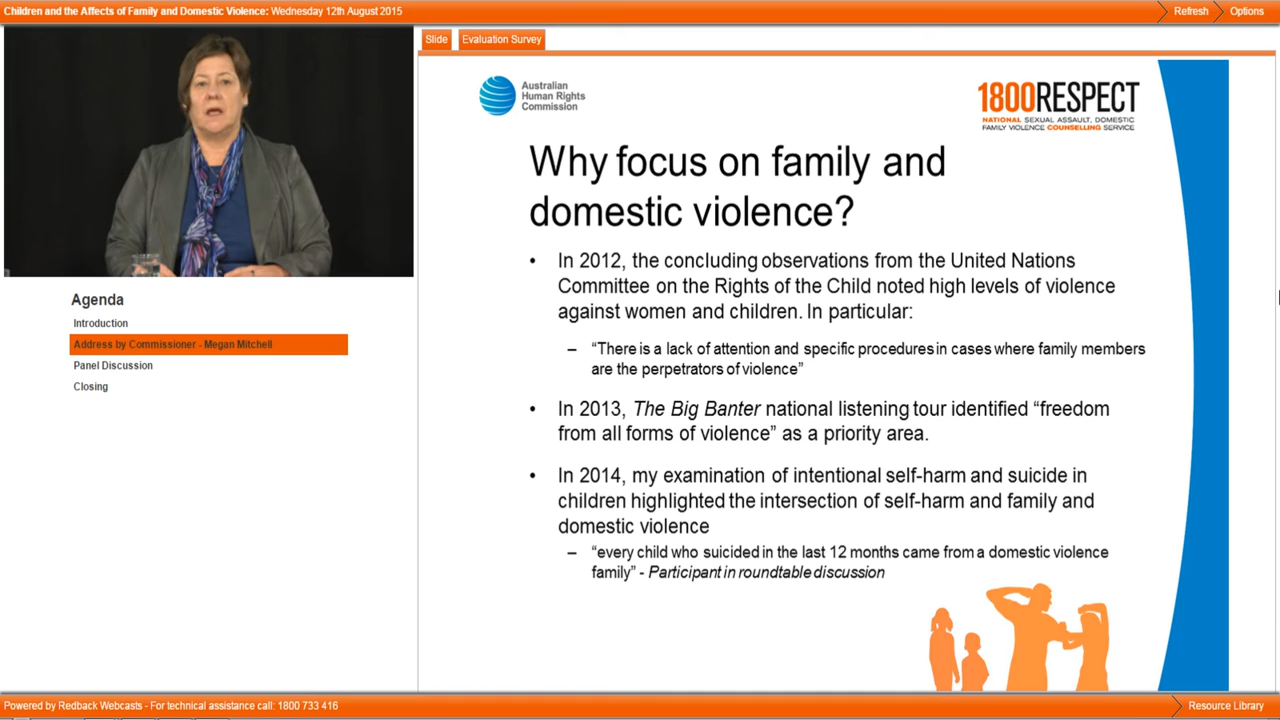 Children and the Affects of Family and Domestic Violence: Wednesday 12th August 2015
Refresh
Options
Slide
Evaluation Survey
Australian
Human Rights
Commission
1800RESPECT
NATIONAL SEXUAL ASSAULT, DOMESTIC
FAMILY VIOLENCE COUNSELLING SERVICE
Why focus on family and
domestic violence?
• In 2012, the concluding observations from the United Nations
Committee on the Rights of the Child noted high levels of violence
against women and children. In particular:
– “There is a lack of attention and specific procedures in cases where family members
are the perpetrators of violence”
• In 2013, The Big Banter national listening tour identified “freedom
from all forms of violence” as a priority area.
• In 2014, my examination of intentional self-harm and suicide in
children highlighted the intersection of self-harm and family and
domestic violence
– “every child who suicided in the last 12 months came from a domestic violence
family” - Participant in roundtable discussion
Agenda
Introduction
Address by Commissioner - Megan Mitchell
Panel Discussion
Closing
Powered by Redback Webcasts - For technical assistance call: 1800 733 416
Resource Library